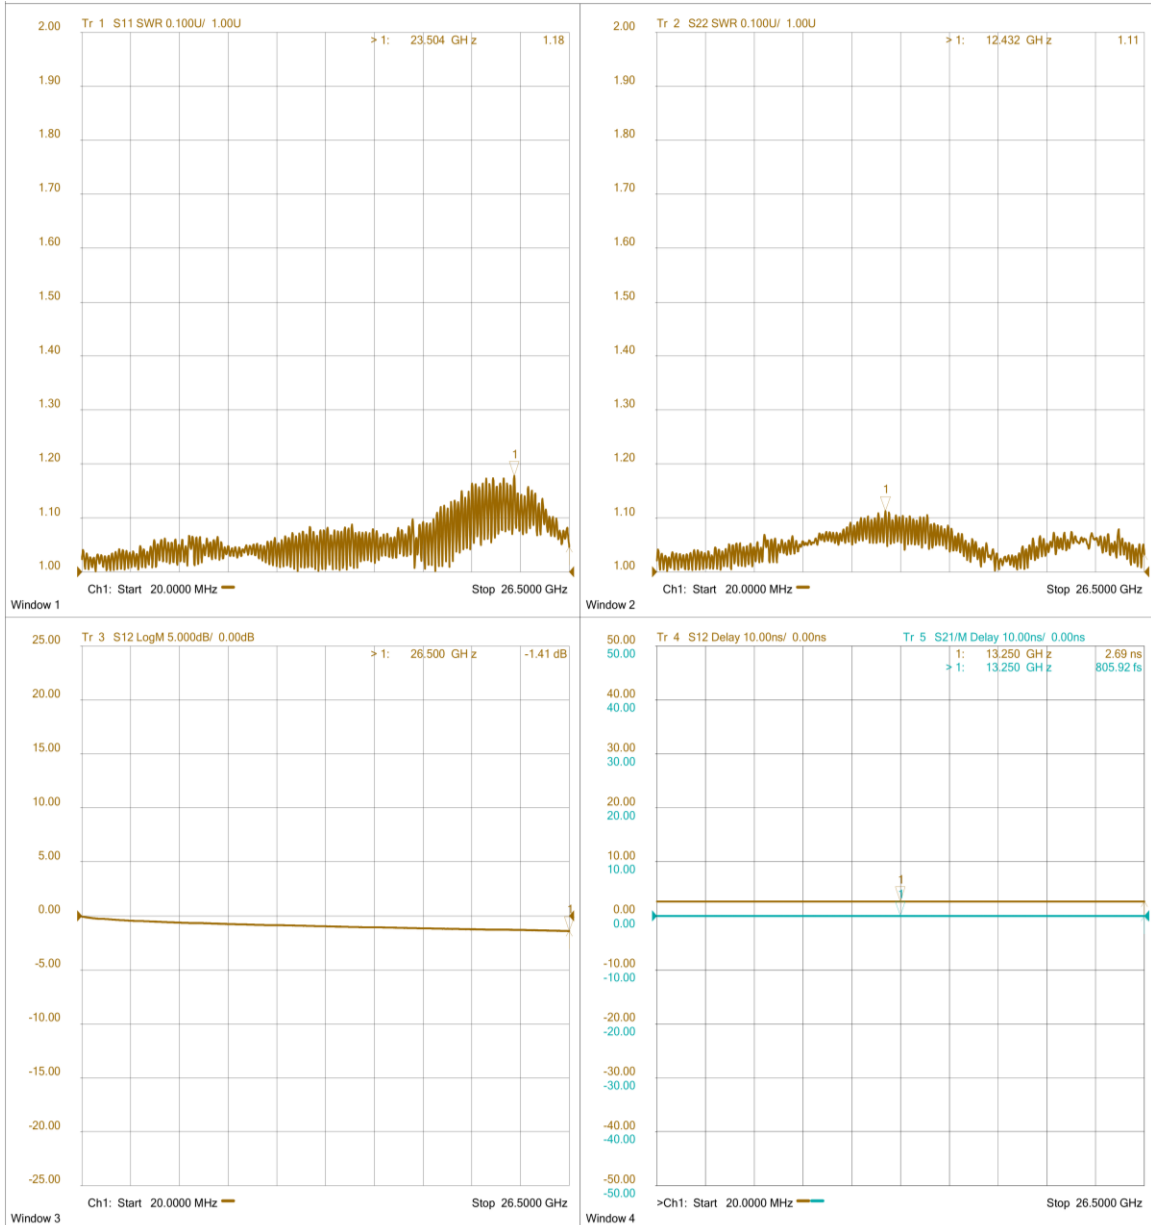 Tr 1 S11 SWR 0.100U/ 1.00U
> 1: 23.504 GHz 1.18
2.00
1.90
1.80
1.70
1.60
1.50
1.40
1.30
1.20
1.10
1.00
1
Ch1: Start 20.0000 MHz
Stop 26.5000 GHz
Window 1
Tr 2 S22 SWR 0.100U/ 1.00U
> 1: 12.432 GHz 1.11
2.00
1.90
1.80
1.70
1.60
1.50
1.40
1.30
1.20
1.10
1.00
1
Ch1: Start 20.0000 MHz
Stop 26.5000 GHz
Window 2
Tr 3 S12 LogM 5.000dB/ 0.00dB
> 1: 26.500 GHz -1.41 dB
25.00
20.00
15.00
10.00
5.00
0.00
-5.00
-10.00
-15.00
-20.00
-25.00
1
Ch1: Start 20.0000 MHz
Stop 26.5000 GHz
Window 3
Tr 4 S12 Delay 10.00ns/ 0.00ns
Tr 5 S21/M Delay 10.00ns/ 0.00ns
1: 13.250 GHz 2.69 ns
> 1: 13.250 GHz 805.92 fs
50.00
50.00
40.00
40.00
30.00
30.00
20.00
20.00
10.00
10.00
0.00
0.00
-10.00
-10.00
-20.00
-20.00
-30.00
-30.00
-40.00
-40.00
-50.00
-50.00
1
1
>Ch1: Start 20.0000 MHz
Stop 26.5000 GHz
Window 4